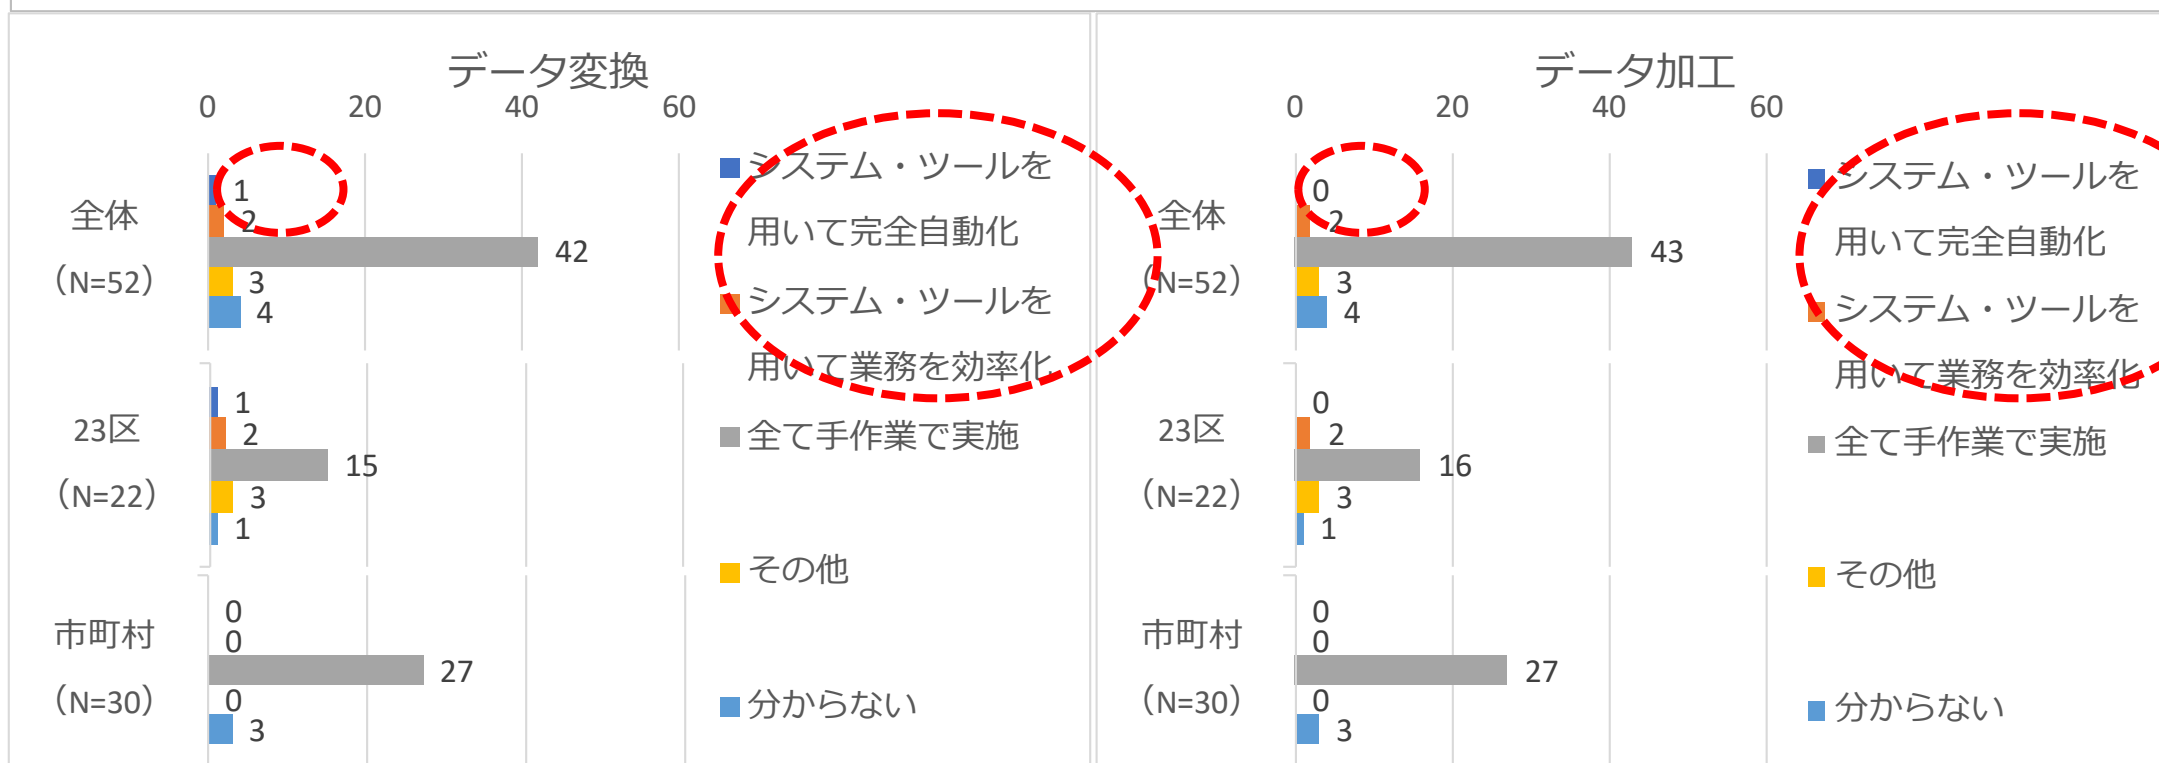 データ変換
0 20 40 60
全体
（N=52）
1
2
42
3
4
23区
（N=22）
1
2
15
3
1
市町村
（N=30）
0
0
27
0
3
システム・ツールを
用いて完全自動化
システム・ツールを
用いて業務を効率化
全て手作業で実施
その他
分からない
データ加工
0 20 40 60
全体
（N=52）
0
2
43
3
4
23区
（N=22）
0
2
16
3
1
市町村
（N=30）
0
0
27
0
3
システム・ツールを
用いて完全自動化
システム・ツールを
用いて業務を効率化
全て手作業で実施
その他
分からない